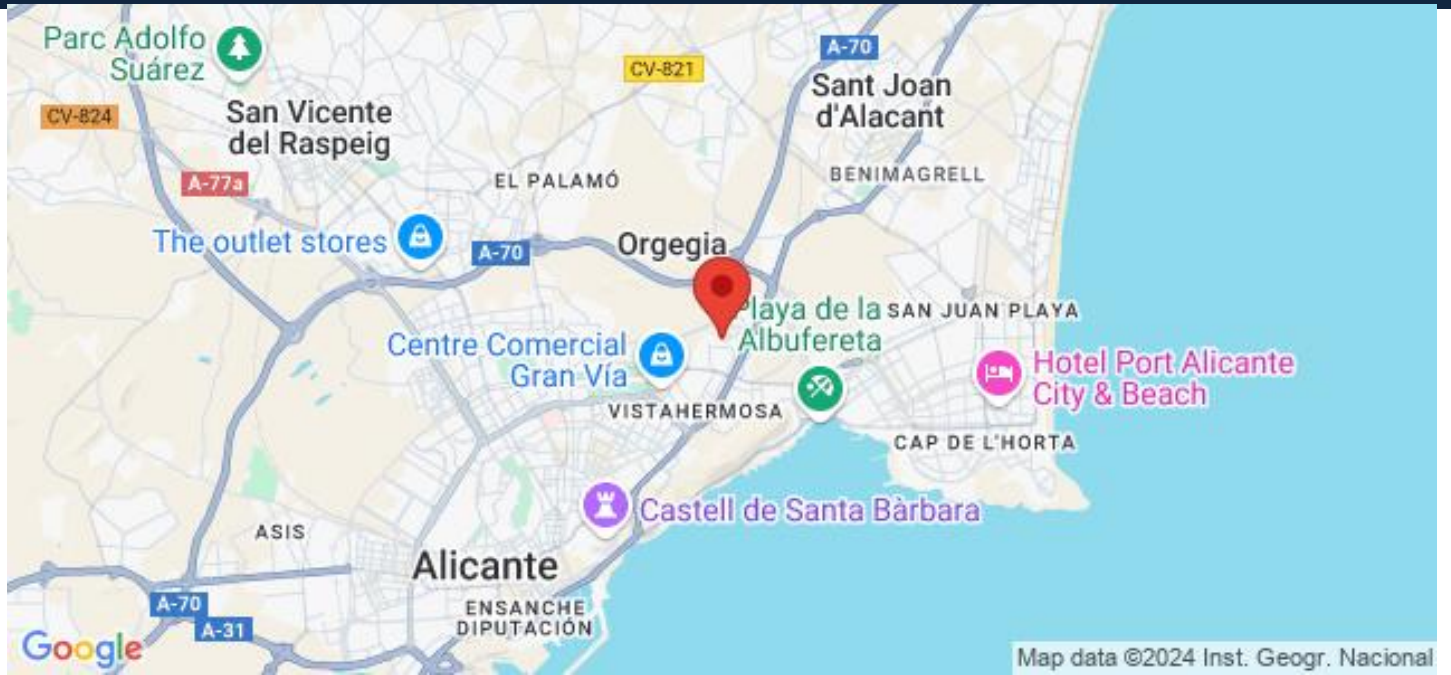 Parc Adolfo
Suárez
CV-824
San Vicente
del Raspeig
A-77a
CV-821
A-70
Sant Joan
d'Alacant
EL PALAMÓ
BENIMAGRELL
The outlet stores
A-70
Orgegia
Playa de la
Albufereta
SAN JUAN PLAYA
Centre Comercial
Gran Vía
Hotel Port Alicante
City & Beach
VISTAHERMOSA
CAP DE L'HORTA
Castell de Santa Bàrbara
ASIS
Alicante
ENSANCHE
DIPUTACIÓN
A-70
A-31
Google
Map data ©2024 Inst. Geogr. Nacional